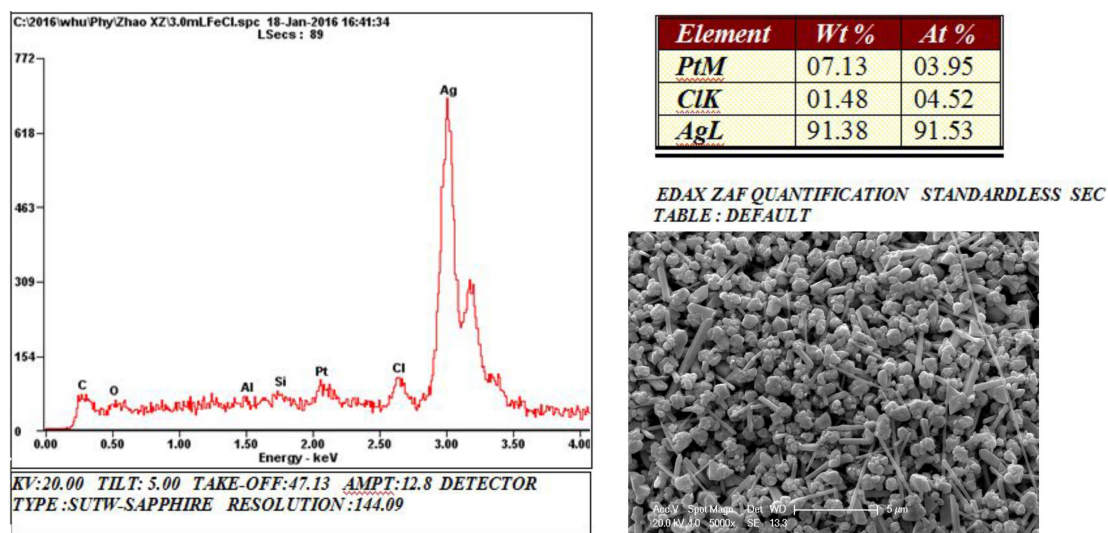 C:\2016\whu\Phy\Zhao XZ\3.0mLFeCl.spc 18-Jan-2016 16:41:34
LSecs : 89
772
618
463
309
154
0
C
O
Al
Si
Pt
Cl
Ag
0.00 0.50 1.00 1.50 2.00 2.50 3.00 3.50 4.00
Energy - keV
KV:20.00 TILT: 5.00 TAKE-OFF:47.13 AMPT:12.8 DETECTOR
TYPE :SUTW-SAPPHIRE RESOLUTION :144.09
Element Wt % At %
PtM 07.13 03.95
ClK 01.48 04.52
AgL 91.38 91.53
EDAX ZAF QUANTIFICATION STANDARDLESS SEC
TABLE : DEFAULT
Acc.V Spot Magn Det WD 5 µm
20.0 kV 4.0 5000x SE 13.3